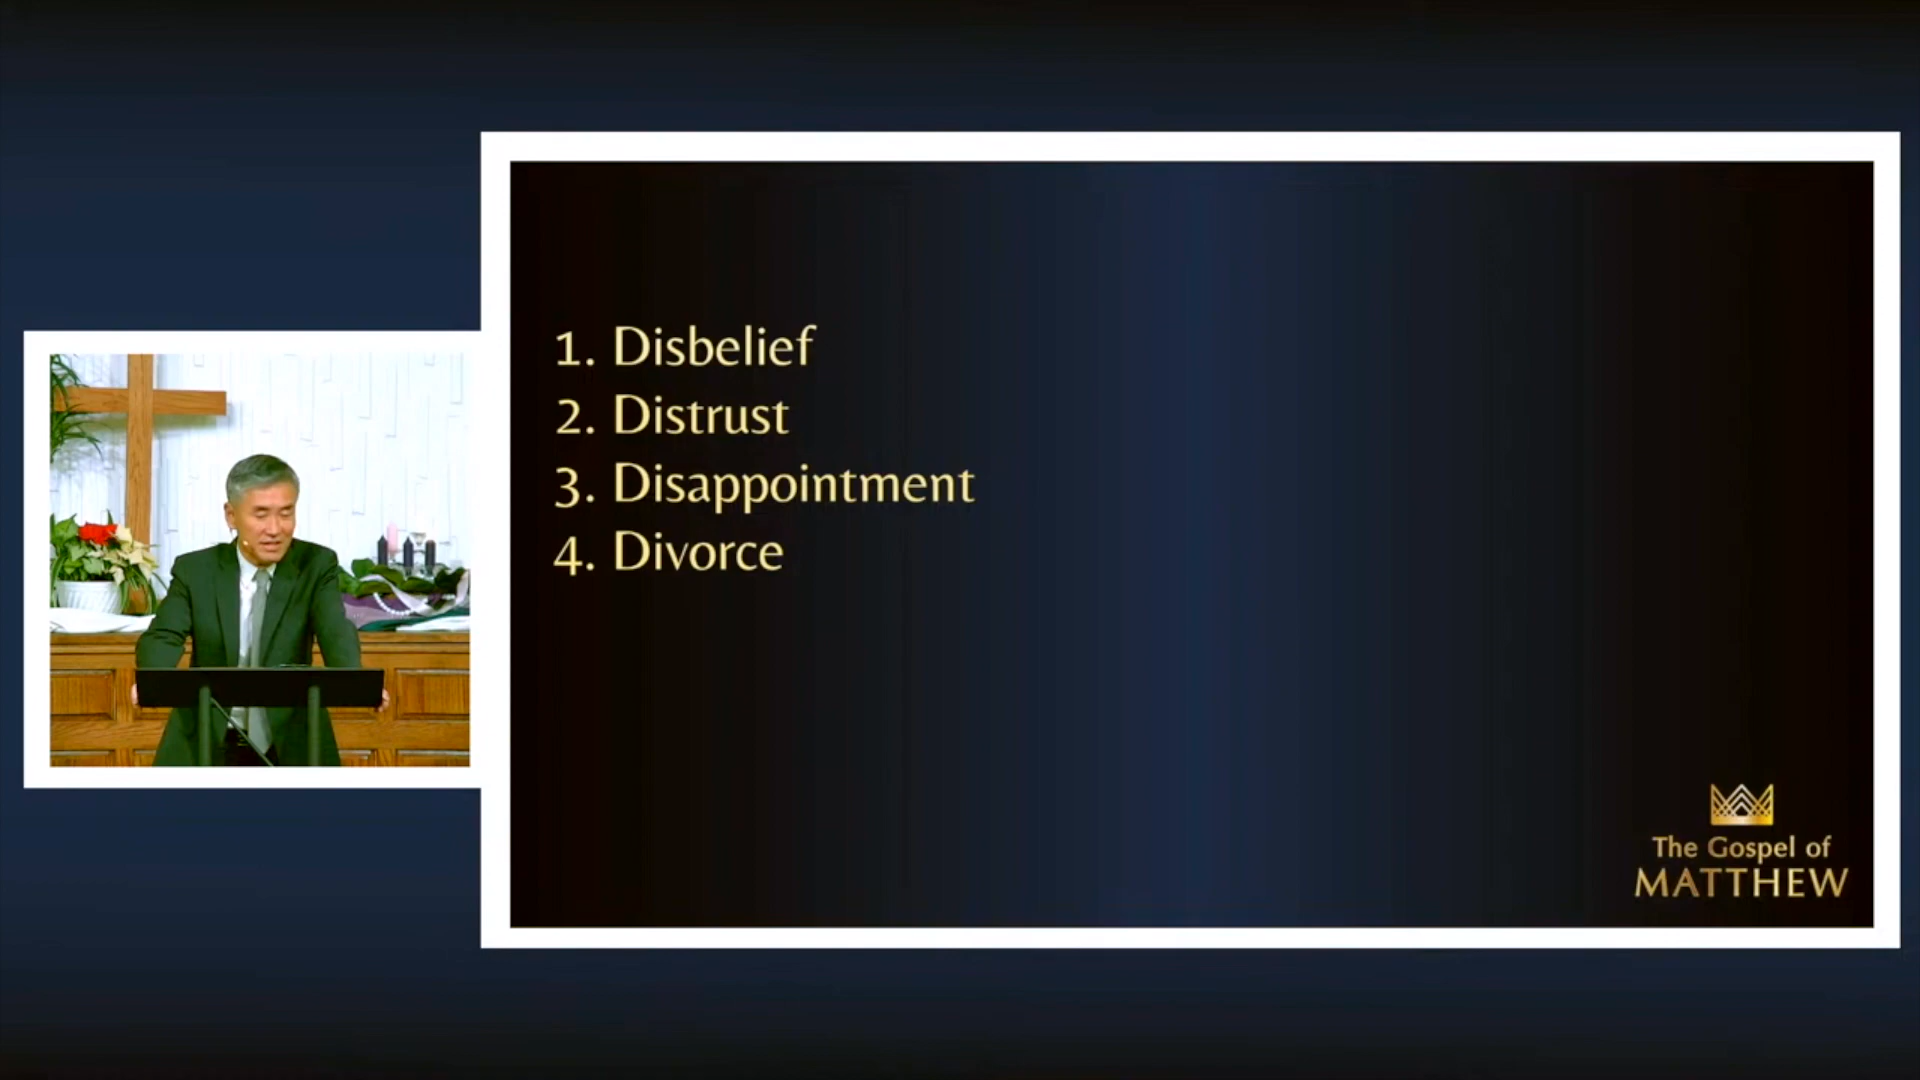 1. Disbelief
2. Distrust
3. Disappointment
4. Divorce
The Gospel of
MATTHEW